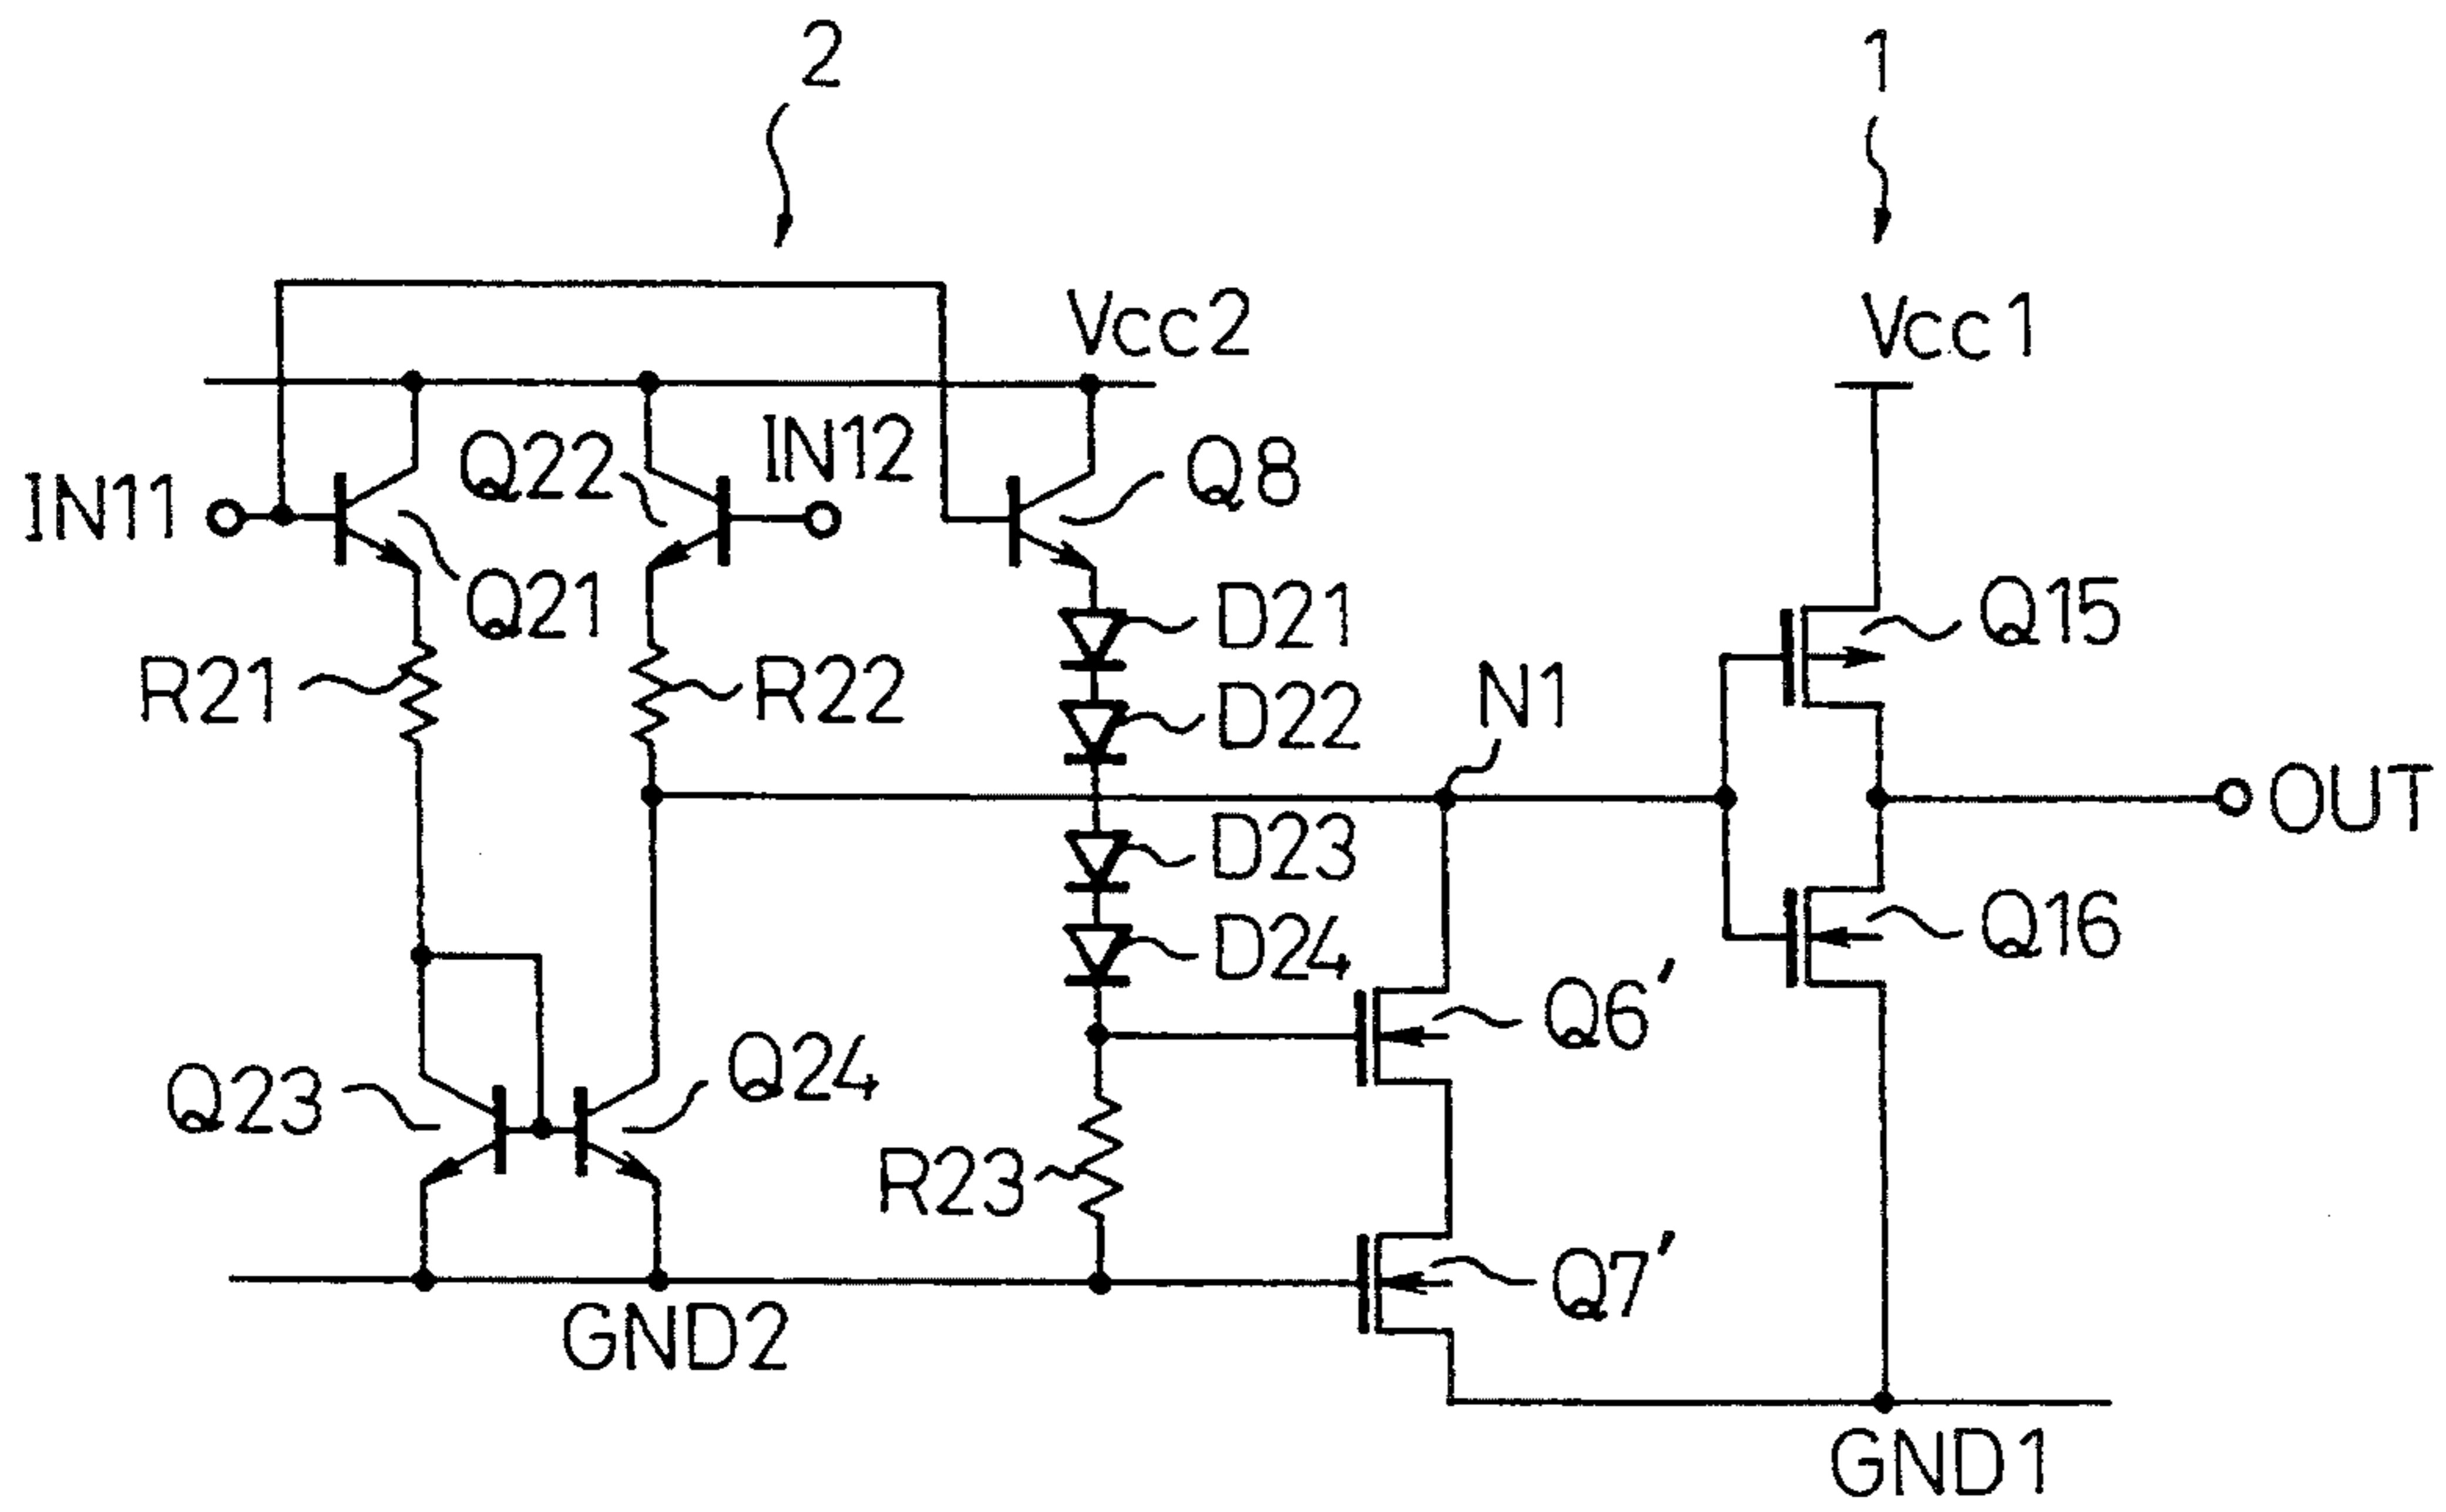 2
1
Vcc2
Vcc1
IN12
Q22
Q8
IN11
Q21
D21
Q15
R21
R22
D22
N1
OUT
D23
Q16
D24
Q6'
Q24
Q23
R23
Q7'
GND2
GND1